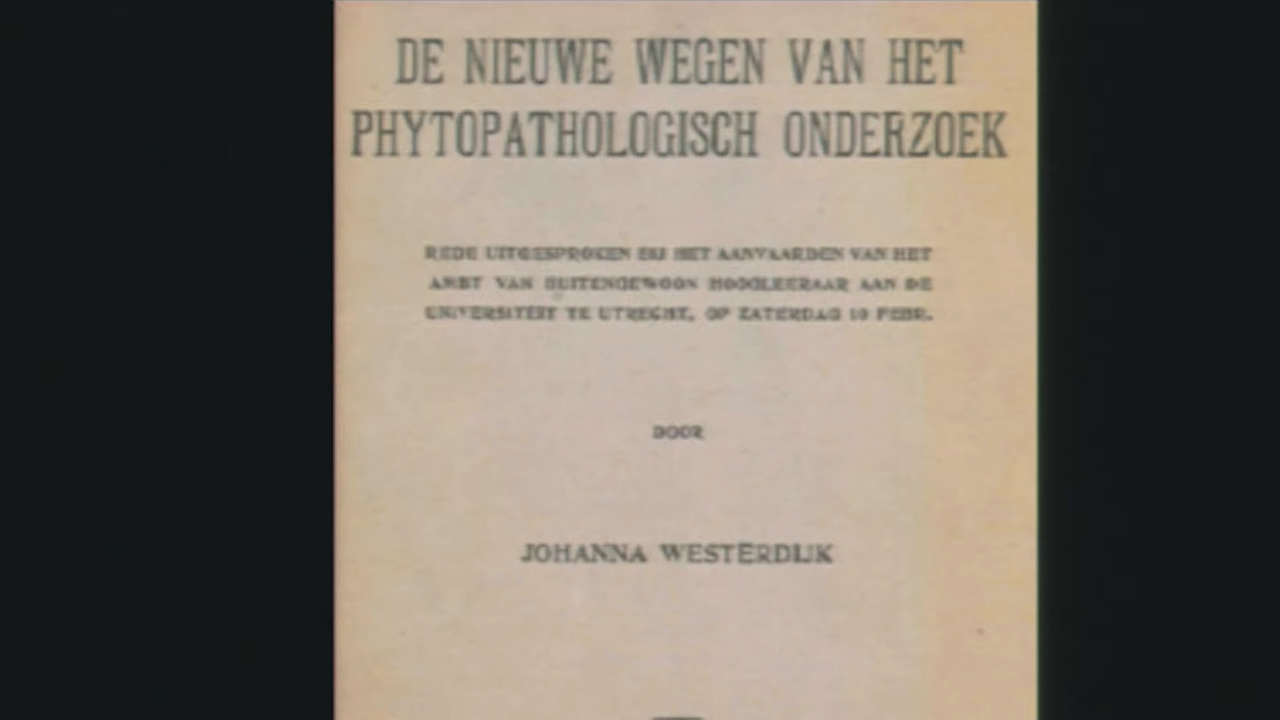 DE NIEUWE WEGEN VAN HET
PHYTOPATHOLOGISCH ONDERZOEK
REDE UITGESPROKEN BIJ HET AANVAARDEN VAN HET
AMBT VAN BUITENGEWOON HOOGLEERAAR AAN DE
UNIVERSITEIT TE UTRECHT, OP ZATERDAG 10 FEBR.
DOOR
JOHANNA WESTERDIJK